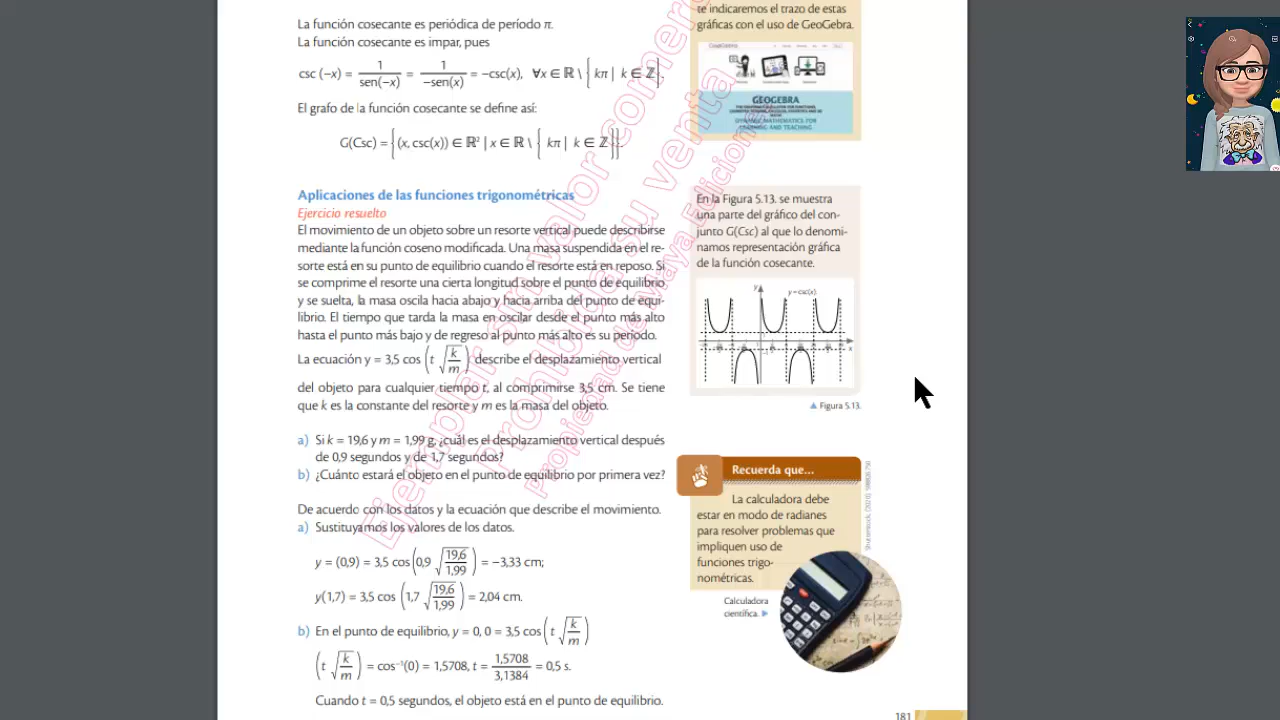 La función cosecante es periódica de período π.
La función cosecante es impar, pues
csc (−x) = 1/sen(−x) = 1/−sen(x) = −csc(x), ∀x ∈ ℝ \ { kπ | k ∈ ℤ}.
El grafo de la función cosecante se define así:
G(Csc) = {(x, csc(x)) ∈ ℝ² | x ∈ ℝ \ { kπ | k ∈ ℤ}}.
Aplicaciones de las funciones trigonométricas
Ejercicio resuelto
El movimiento de un objeto sobre un resorte vertical puede describirse
mediante la función coseno modificada. Una masa suspendida en el re-
sorte está en su punto de equilibrio cuando el resorte está en reposo. Si
se comprime el resorte una cierta longitud sobre el punto de equilibrio
y se suelta, la masa oscila hacia abajo y hacia arriba del punto de equi-
librio. El tiempo que tarda la masa en oscilar desde el punto más alto
hasta el punto más bajo y de regreso al punto más alto es su período.
La ecuación y = 3,5 cos (t √(k/m)) describe el desplazamiento vertical
del objeto para cualquier tiempo t, al comprimirse 3,5 cm. Se tiene
que k es la constante del resorte y m es la masa del objeto.
a) Si k = 19,6 y m = 1,99 g, ¿cuál es el desplazamiento vertical después
de 0,9 segundos y de 1,7 segundos?
b) ¿Cuánto estará el objeto en el punto de equilibrio por primera vez?
De acuerdo con los datos y la ecuación que describe el movimiento.
a) Sustituyamos los valores de los datos.
y = (0,9) = 3,5 cos(0,9 √(19,6/1,99)) = −3,33 cm;
y(1,7) = 3,5 cos (1,7 √(19,6/1,99)) = 2,04 cm.
b) En el punto de equilibrio, y = 0, 0 = 3,5 cos(t √(k/m))
(t √(k/m)) = cos⁻¹(0) = 1,5708, t = 1,5708/3,1384 = 0,5 s.
Cuando t = 0,5 segundos, el objeto está en el punto de equilibrio.
te indicaremos el trazo de estas
gráficas con el uso de GeoGebra.
GEOGEBRA
DYNAMIC MATHEMATICS FOR
LEARNING AND TEACHING
En la Figura 5.13. se muestra
una parte del gráfico del con-
junto G(Csc) al que lo denomi-
namos representación gráfica
de la función cosecante.
y = csc(x).
y
x
▲ Figura 5.13.
Recuerda que...
La calculadora debe
estar en modo de radianes
para resolver problemas que
impliquen uso de
funciones trigo-
nométricas.
Calculadora
científica. ▶
181
Ejemplar sin valor comer
Prohibida su venta
Propiedad de Maya Edicione